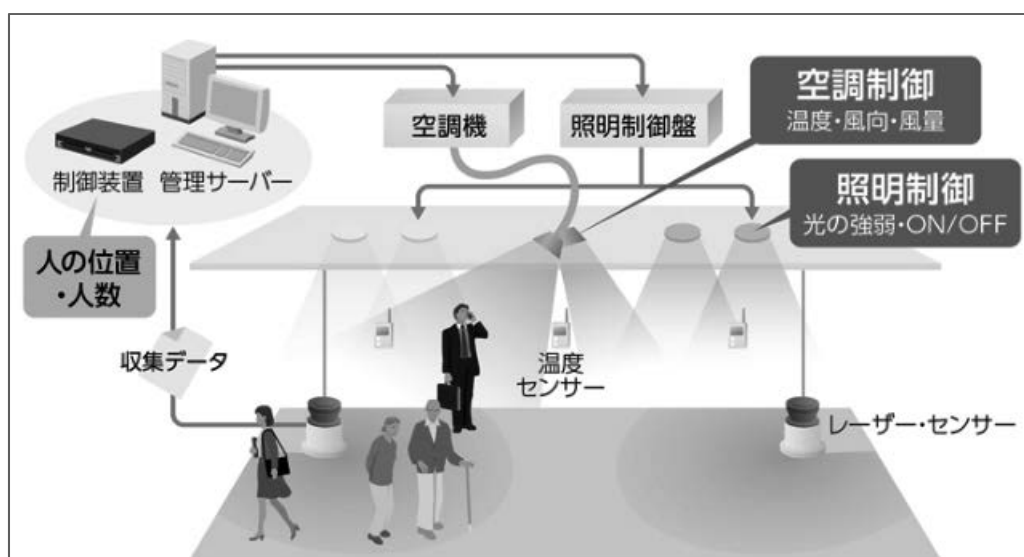 空調制御
温度・風向・風量
空調機
照明制御盤
照明制御
光の強弱・ON/OFF
制御装置
管理サーバー
人の位置
・人数
収集データ
温度
センサー
レーザー・センサー